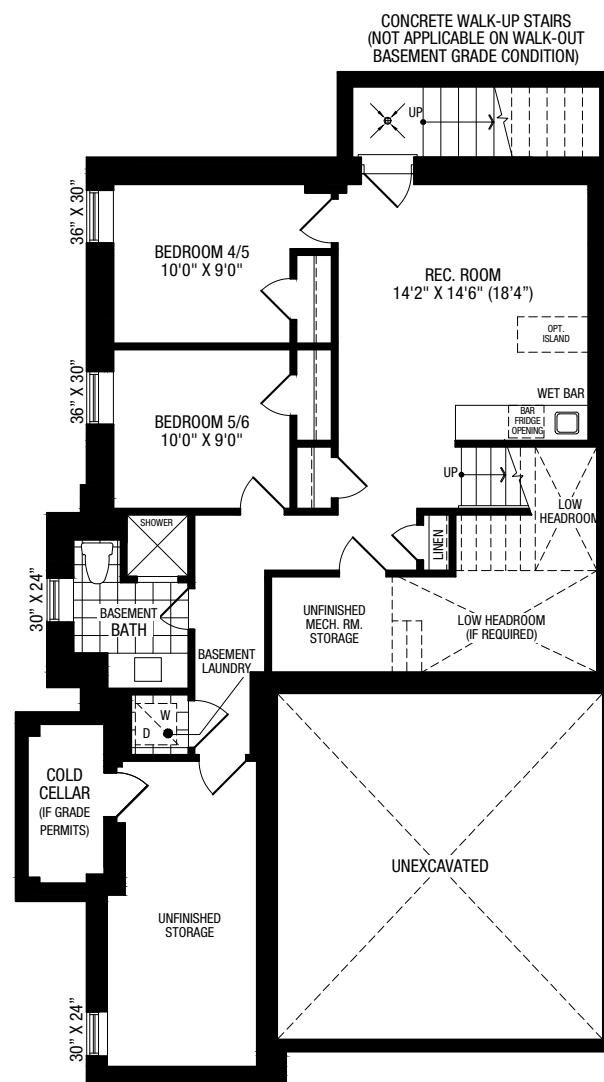 CONCRETE WALK-UP STAIRS
(NOT APPLICABLE ON WALK-OUT
BASEMENT GRADE CONDITION)
UP
36” X 30”
BEDROOM 4/5
10'0" X 9'0"
REC. ROOM
14'2" X 14'6" (18’4”)
OPT.
ISLAND
36” X 30”
BEDROOM 5/6
10'0" X 9'0"
WET BAR
BAR
FRIDGE
OPENING
UP
LOW
HEADROOM
SHOWER
LINEN
30” X 24”
BASEMENT
BATH
UNFINISHED
MECH. RM.
STORAGE
LOW HEADROOM
(IF REQUIRED)
BASEMENT
LAUNDRY
W
D
COLD
CELLAR
(IF GRADE
PERMITS)
UNEXCAVATED
UNFINISHED
STORAGE
30” X 24”